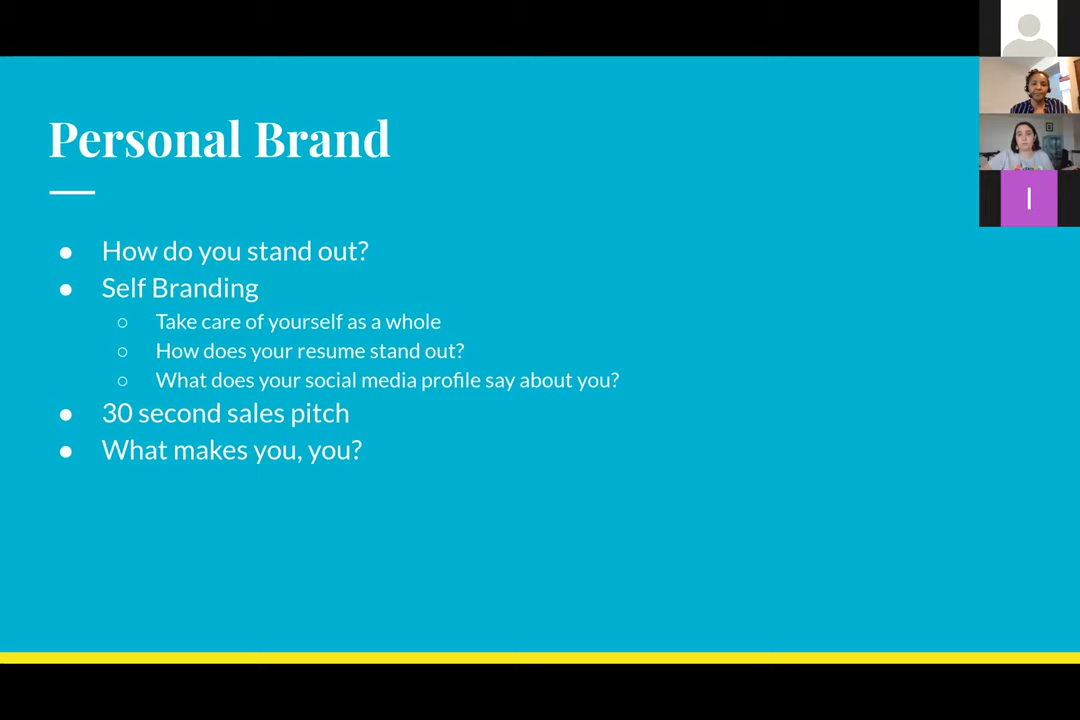 Personal Brand
How do you stand out?
Self Branding
Take care of yourself as a whole
How does your resume stand out?
What does your social media profile say about you?
30 second sales pitch
What makes you, you?
I